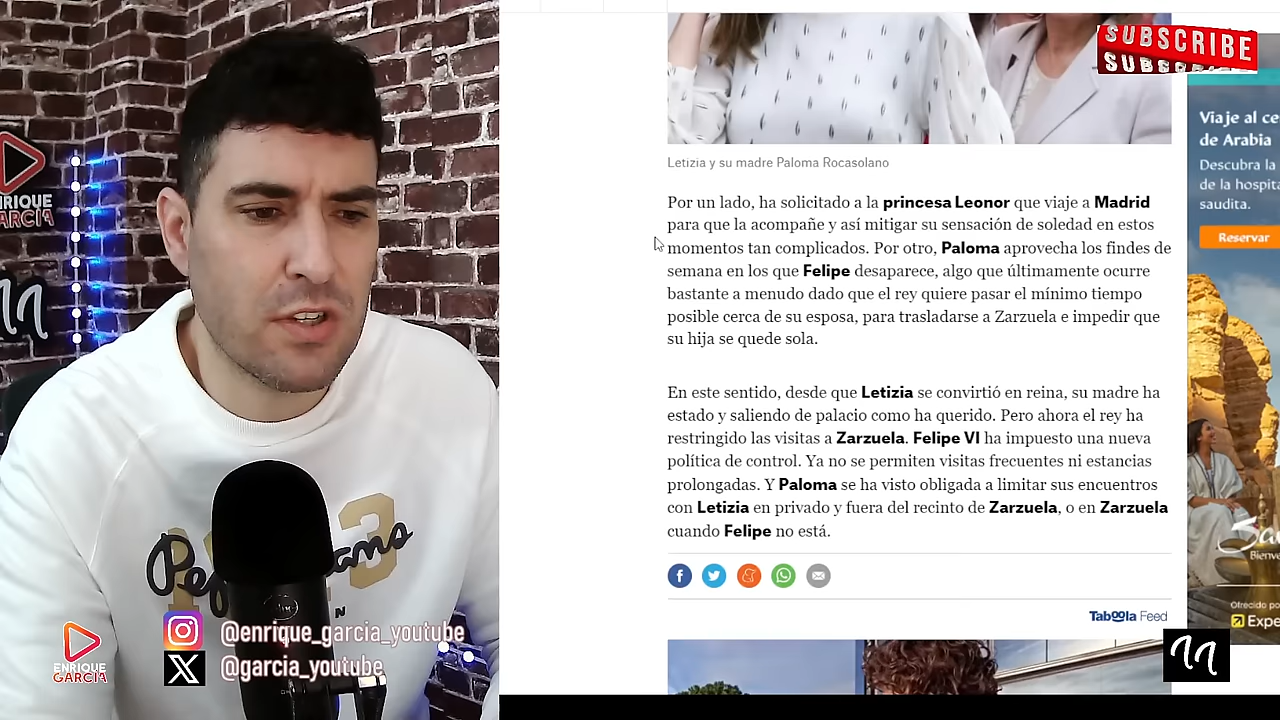 SUBSCRIBE
SUBSCRIBE
Viaje al ce
de Arabia
Descubra la
de la hospita
saudita.
Reservar
Letizia y su madre Paloma Rocasolano
Por un lado, ha solicitado a la princesa Leonor que viaje a Madrid
para que la acompañe y así mitigar su sensación de soledad en estos
momentos tan complicados. Por otro, Paloma aprovecha los findes de
semana en los que Felipe desaparece, algo que últimamente ocurre
bastante a menudo dado que el rey quiere pasar el mínimo tiempo
posible cerca de su esposa, para trasladarse a Zarzuela e impedir que
su hija se quede sola.
En este sentido, desde que Letizia se convirtió en reina, su madre ha
estado y saliendo de palacio como ha querido. Pero ahora el rey ha
restringido las visitas a Zarzuela. Felipe VI ha impuesto una nueva
política de control. Ya no se permiten visitas frecuentes ni estancias
prolongadas. Y Paloma se ha visto obligada a limitar sus encuentros
con Letizia en privado y fuera del recinto de Zarzuela, o en Zarzuela
cuando Felipe no está.
Taboola Feed
Ofrecido po
Expe
NRIQUE
GARCIA
@enrique_garcia_youtube
@garcia_youtube
ENRIQUE
GARCIA